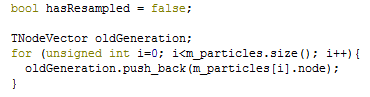 bool hasResampled = false;
TNodeVector oldGeneration;
for (unsigned int i=0; i<m_particles.size(); i++){
oldGeneration.push_back(m_particles[i].node);
}